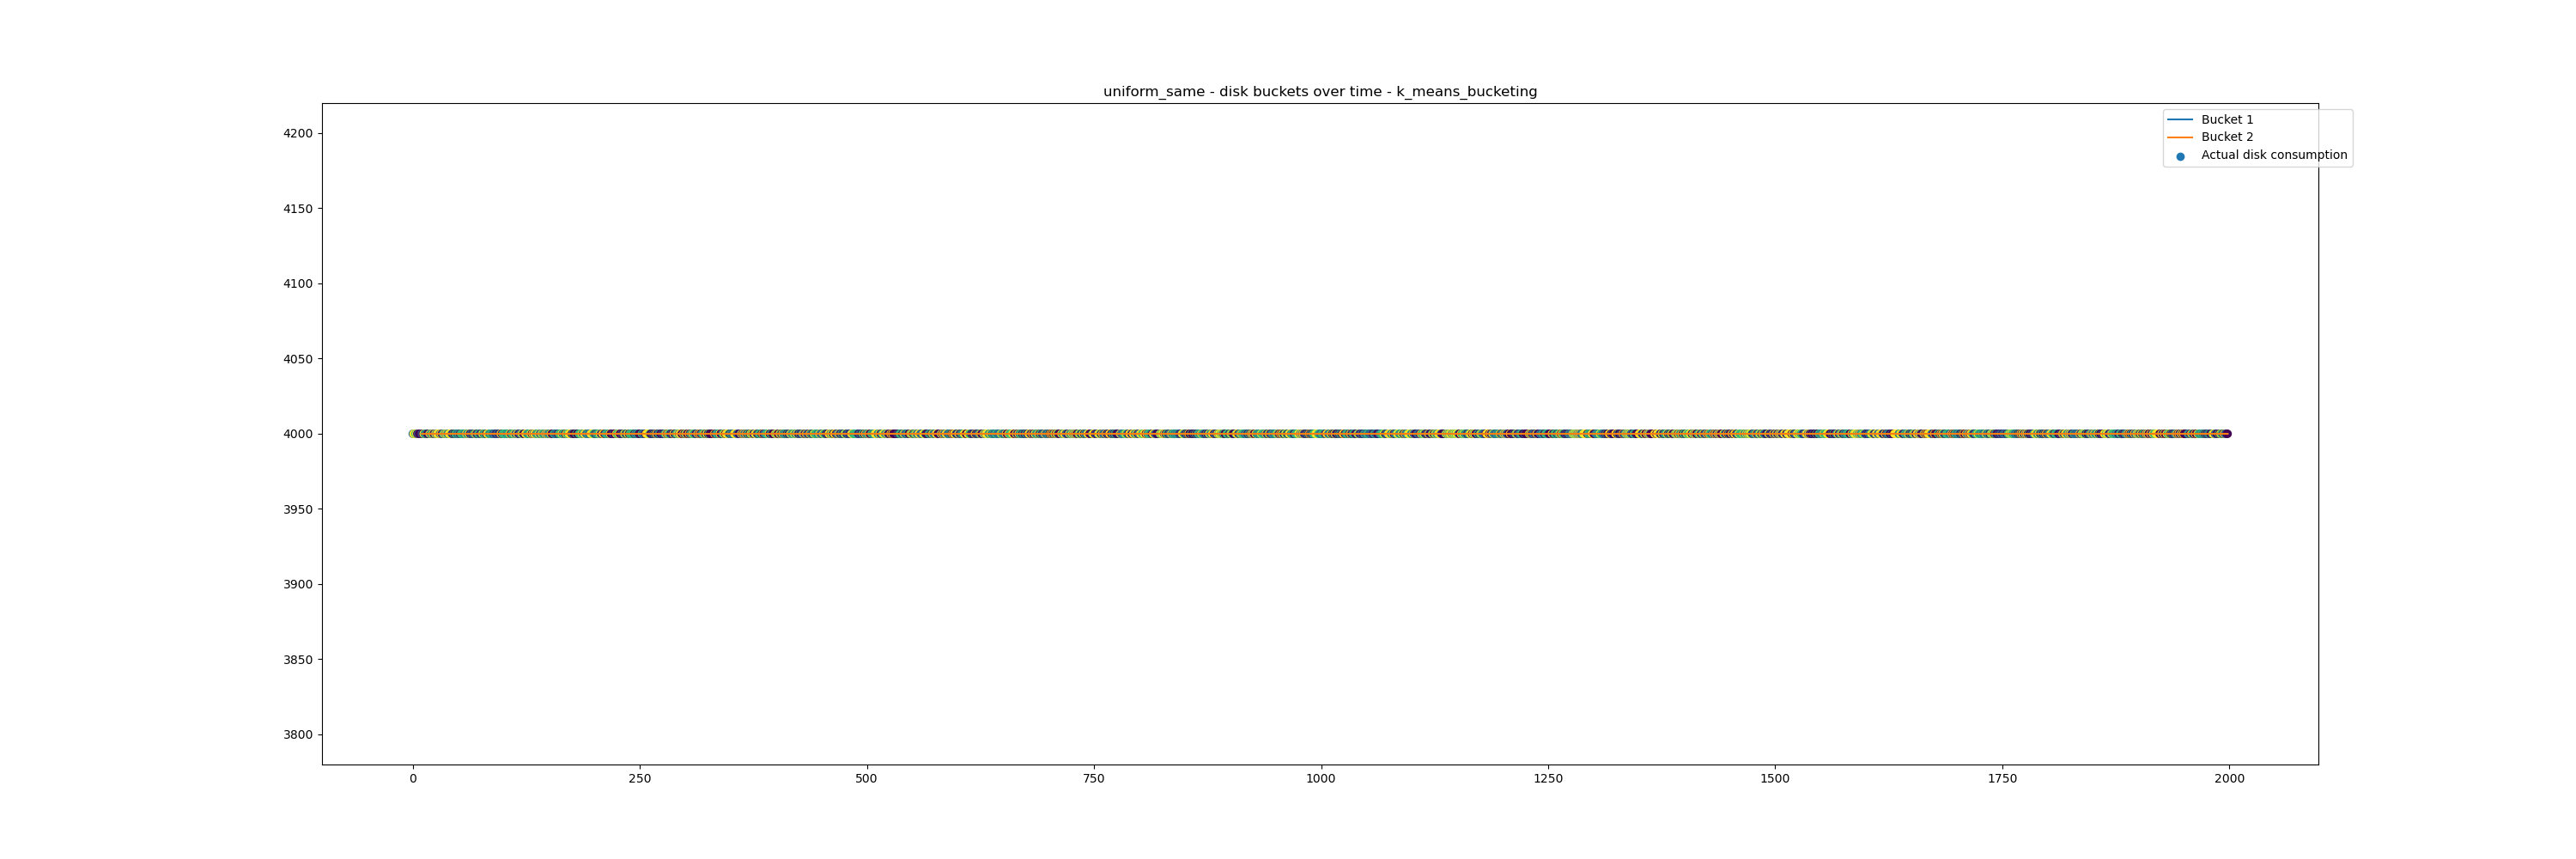 uniform_same - disk buckets over time - k_means_bucketing
Bucket 1
Bucket 2
Actual disk consumption
4200
4150
4100
4050
4000
3950
3900
3850
3800
0 250 500 750 1000 1250 1500 1750 2000